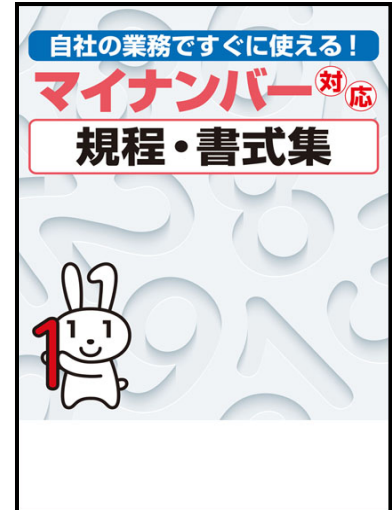 自社の業務ですぐに使える!
マイナンバー対応
規程・書式集
1